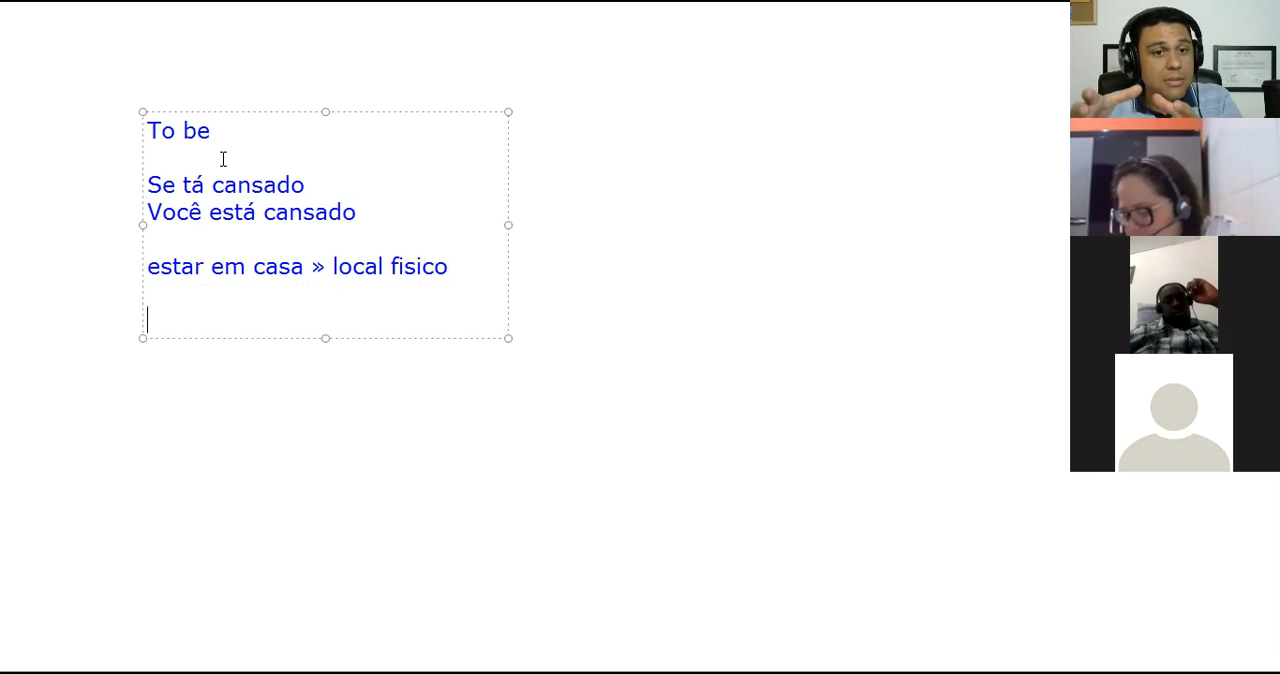 To be
Se tá cansado
Você está cansado
estar em casa » local fisico